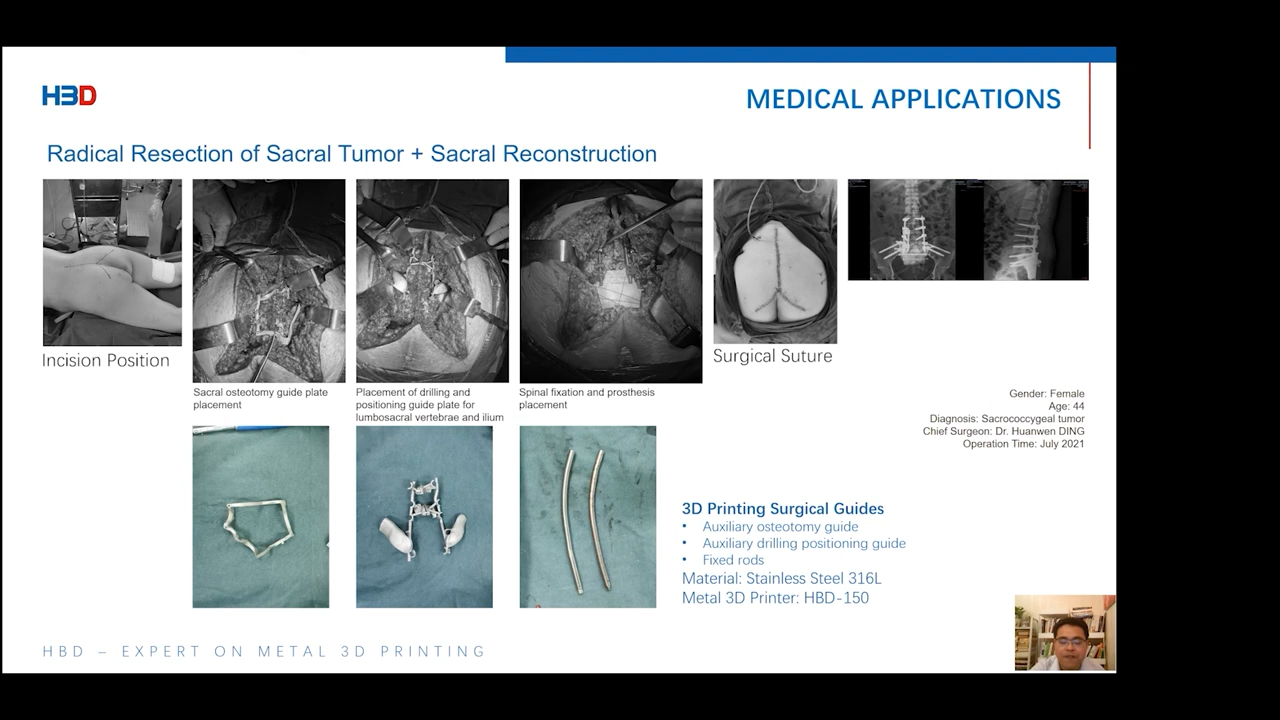 HBD
MEDICAL APPLICATIONS
Radical Resection of Sacral Tumor + Sacral Reconstruction
Incision Position
Sacral osteotomy guide plate
placement
Placement of drilling and
positioning guide plate for
lumbosacral vertebrae and ilium
Spinal fixation and prosthesis
placement
Surgical Suture
Gender: Female
Age: 44
Diagnosis: Sacrococcygeal tumor
Chief Surgeon: Dr. Huanwen DING
Operation Time: July 2021
3D Printing Surgical Guides
• Auxiliary osteotomy guide
• Auxiliary drilling positioning guide
• Fixed rods
Material: Stainless Steel 316L
Metal 3D Printer: HBD-150
HBD – EXPERT ON METAL 3D PRINTING